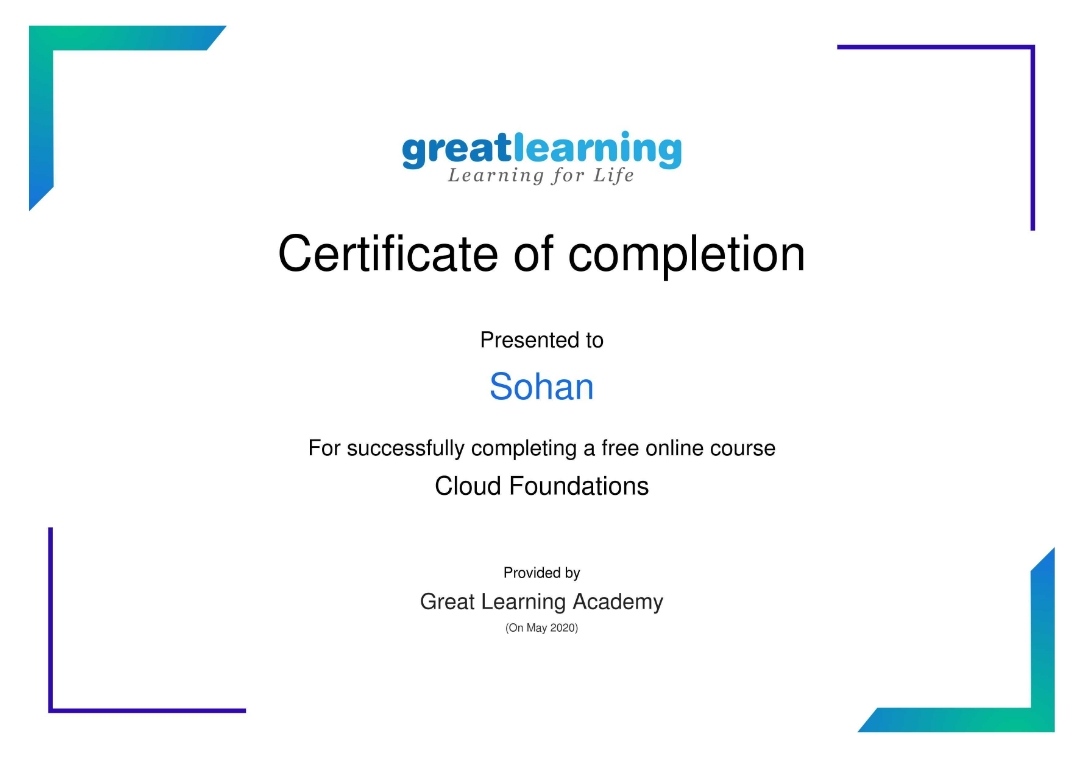 greatlearning
Learning for Life
Certificate of completion
Presented to
Sohan
For successfully completing a free online course
Cloud Foundations
Provided by
Great Learning Academy
(On May 2020)